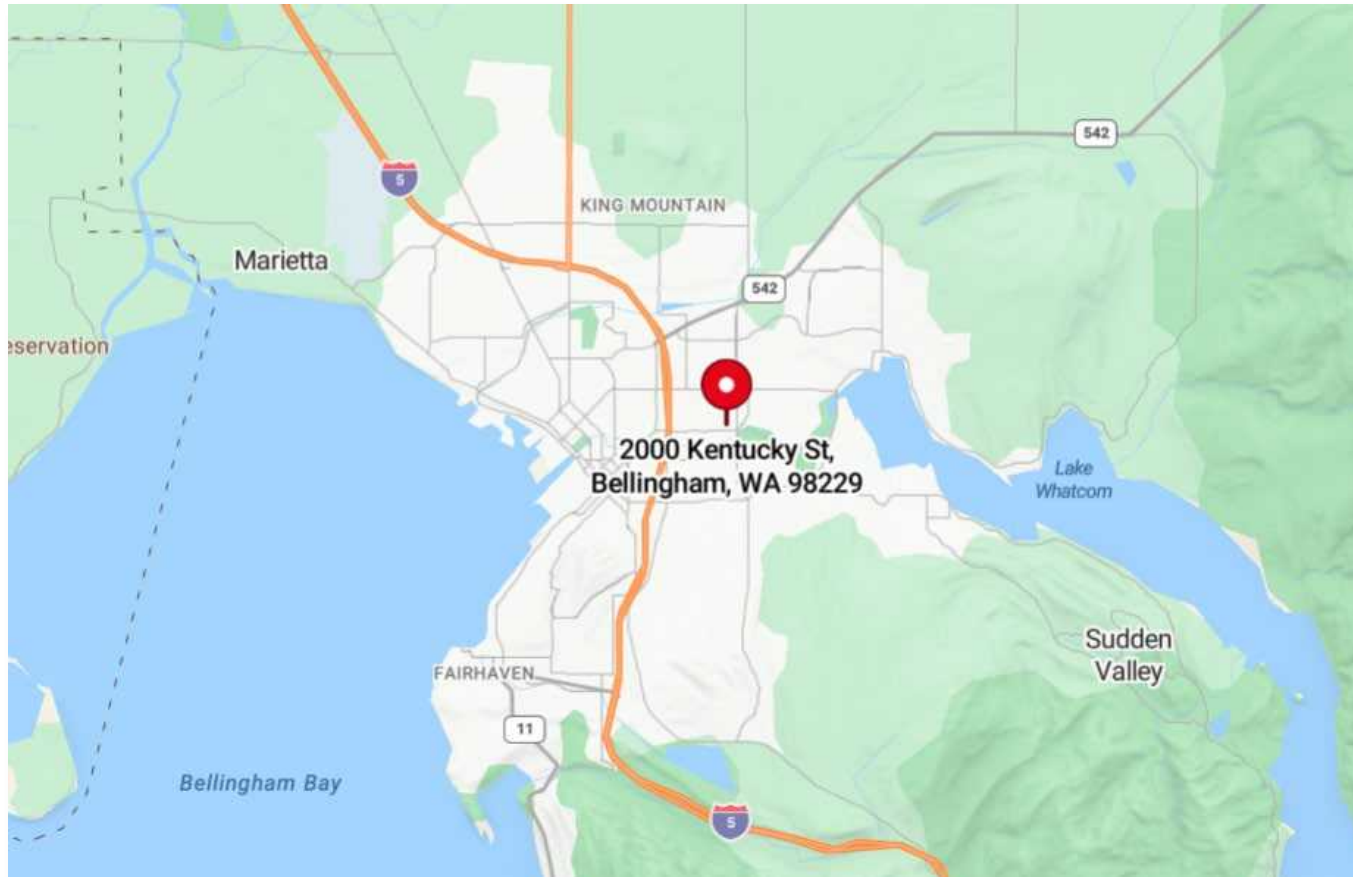 542
5
KING MOUNTAIN
Marietta
542
eservation
2000 Kentucky St,
Bellingham, WA 98229
Lake
Whatcom
Sudden
Valley
FAIRHAVEN
11
Bellingham Bay
5